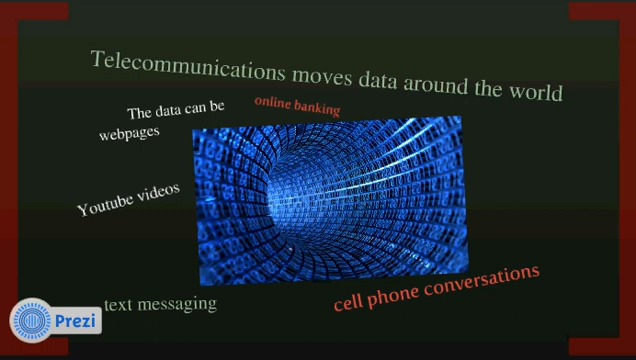 Telecommunications moves data around the world
The data can be
webpages
online banking
Youtube videos
text messaging
cell phone conversations
Prezi